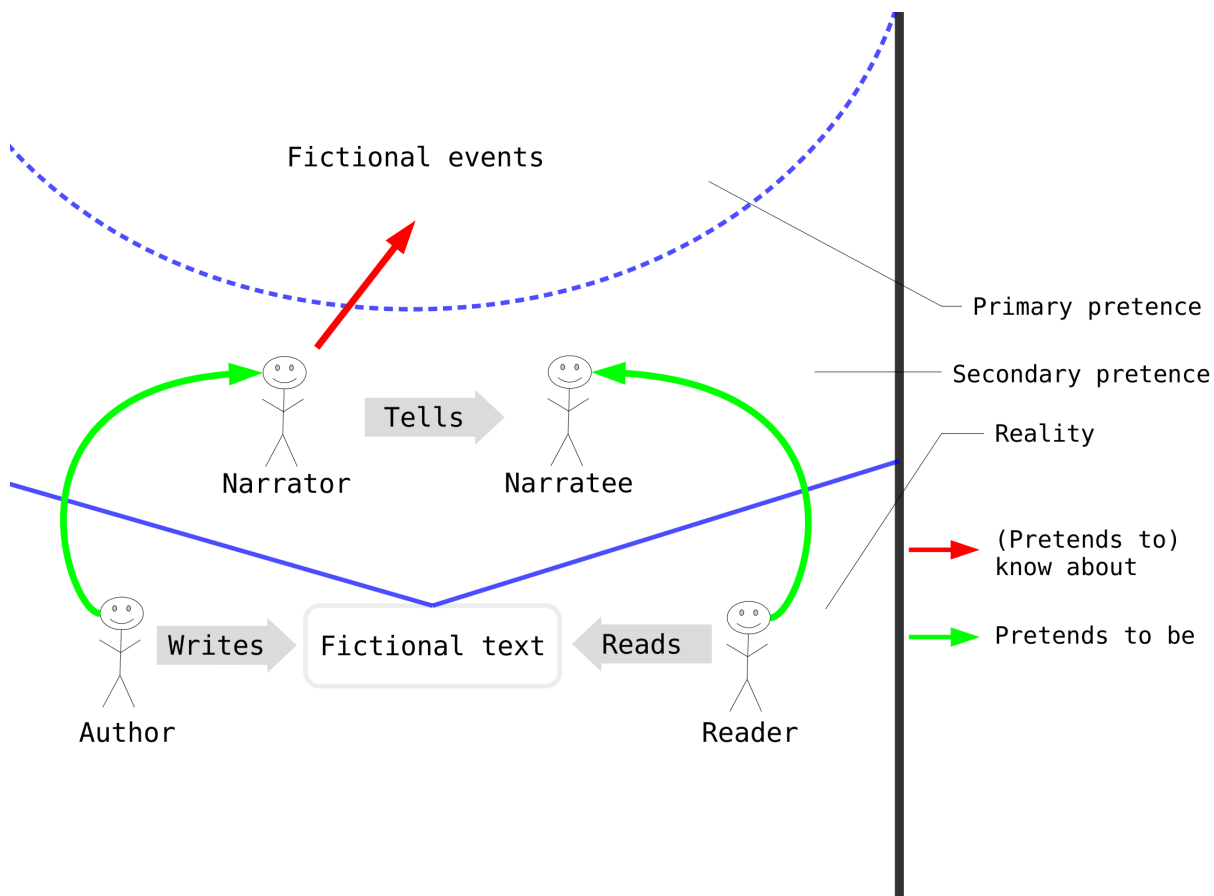 Fictional events
Primary pretence
Secondary pretence
Tells
Reality
Narrator
Narratee
(Pretends to)
know about
Writes
Fictional text
Reads
Pretends to be
Author
Reader